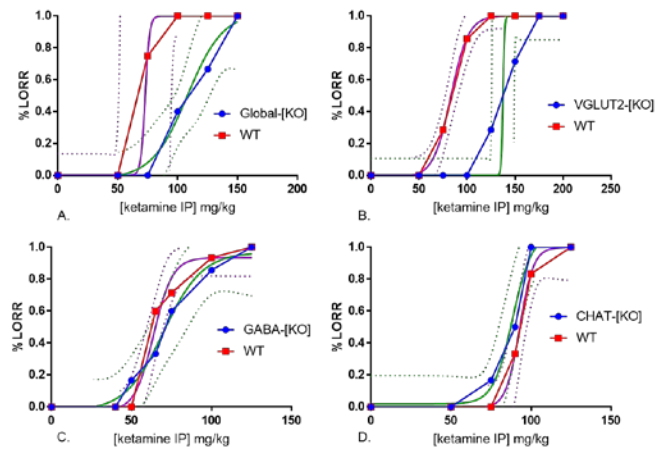 1.0
0.8
0.6
0.4
0.2
0.0
% LORR
Global-[KO]
WT
0 50 100 150 200
A. [ketamine IP] mg/kg
1.0
0.8
0.6
0.4
0.2
0.0
% LORR
VGLUT2-[KO]
WT
0 50 100 150 200 250
B. [ketamine IP] mg/kg
1.0
0.8
0.6
0.4
0.2
0.0
% LORR
GABA-[KO]
WT
0 50 100 150
C. [ketamine IP] mg/kg
1.0
0.8
0.6
0.4
0.2
0.0
% LORR
CHAT-[KO]
WT
0 50 100 150
D. [ketamine IP] mg/kg